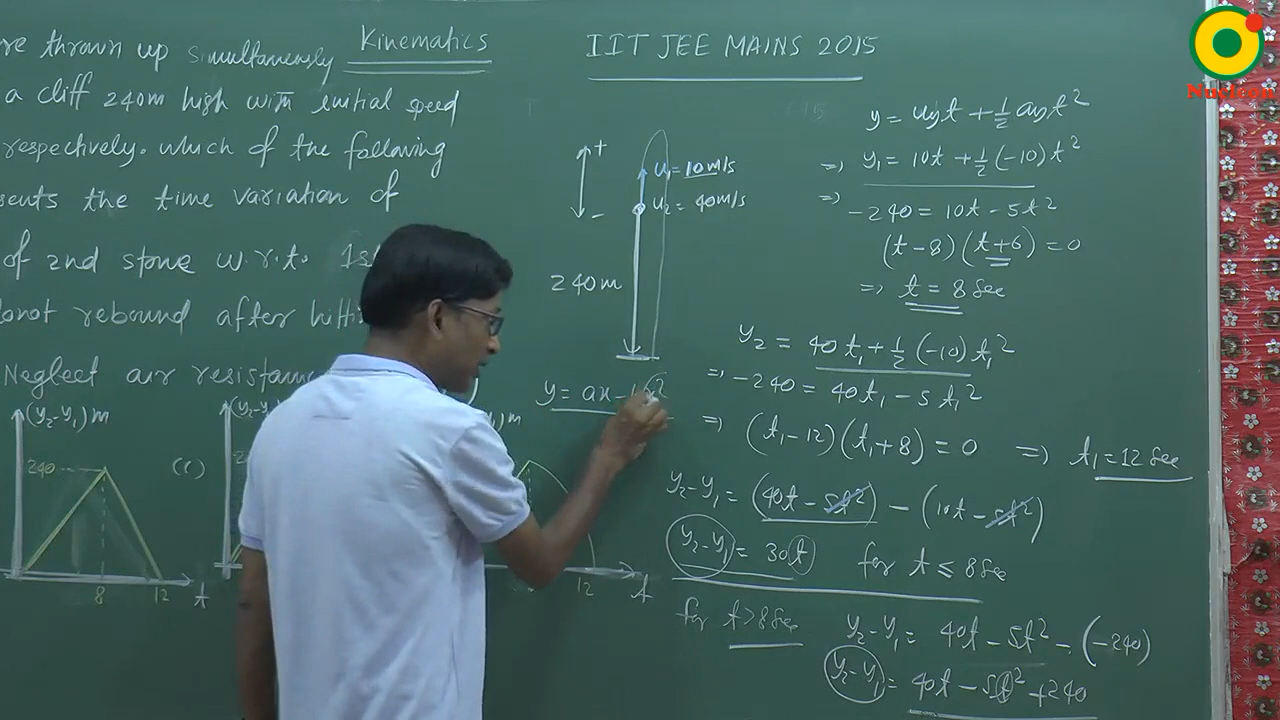 re thrown up simultaneously
a cliff 240m high with initial speed
respectively. which of the following
sents the time variation of
of 2nd stone w.r.t. 1s
donot rebound after hitti
Neglect air resistan
(y₂-y₁)m
240
8
12
t
(c)
(y₂-y₁
)m
12
t
Kinematics
IIT JEE MAINS 2015
+
-
u₁= 10m/s
u₂= 40m/s
240m
y = ax -
y = uyt + ½ ayt²
⇒ y₁ = 10t + ½ (-10)t²
⇒ -240 = 10t - 5t²
(t-8)(t+6) = 0
⇒ t = 8 Sec
y₂ = 40t₁ + ½ (-10)t₁²
⇒ -240 = 40t₁ - 5t₁²
⇒ (t₁-12)(t₁+8) = 0 ⇒ t₁ = 12 Sec
y₂-y₁ = (40t - 5t²) - (10t - 5t²)
y₂-y₁ = 30t for t ≤ 8 Sec
for t > 8 Sec y₂-y₁ = 40t - 5t² - (-240)
y₂-y₁ = 40t - 5t² + 240
Nucleon